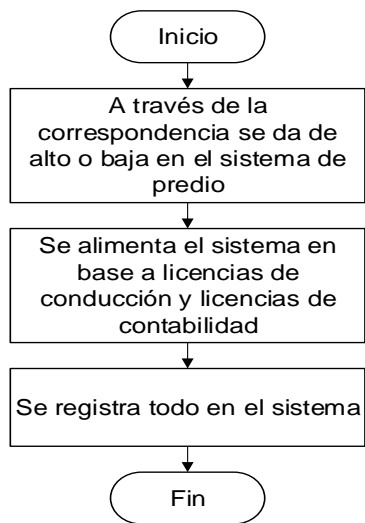 Inicio
A través de la
correspondencia se da de
alto o baja en el sistema de
predio
Se alimenta el sistema en
base a licencias de
conducción y licencias de
contabilidad
Se registra todo en el sistema
Fin